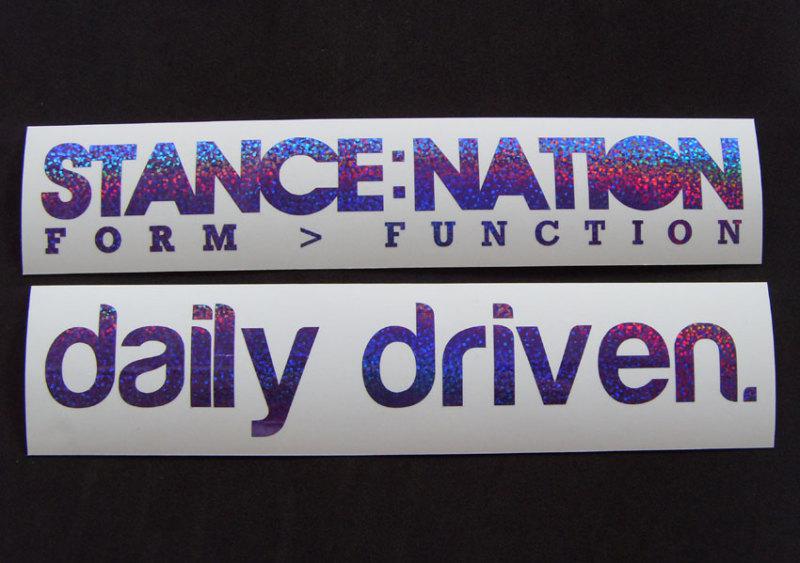 STANCE:NATION
FORM > FUNCTION
daily driven.